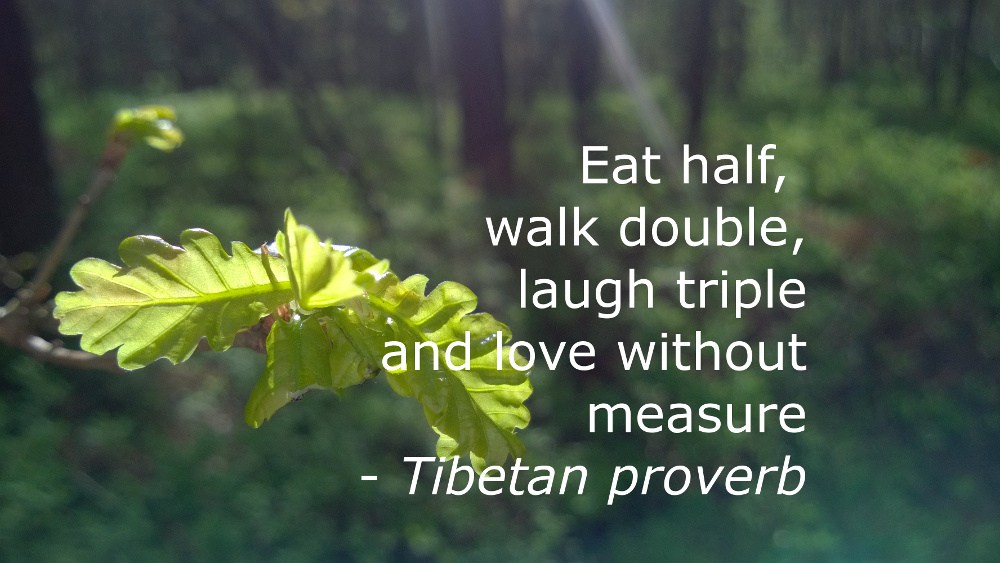 Eat half,
walk double,
laugh triple
and love without
measure
- Tibetan proverb